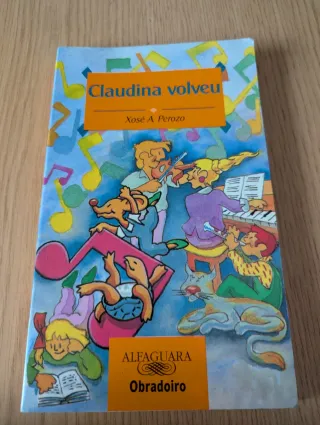 Claudina volveu
Xosé A. Perozo
ALFAGUARA
Obradoiro